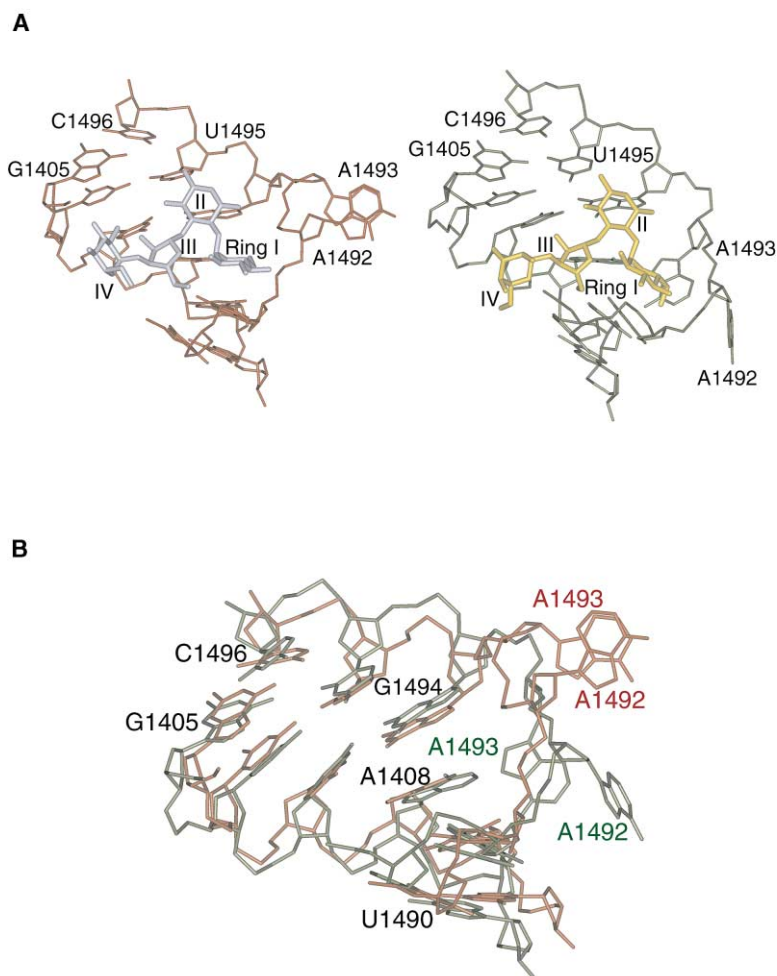 A
C1496
U1495
G1405
A1493
II
III
Ring I
A1492
IV
C1496
G1405
U1495
II
III
A1493
Ring I
IV
A1492
B
A1493
C1496
G1494
A1492
G1405
A1493
A1408
A1492
U1490